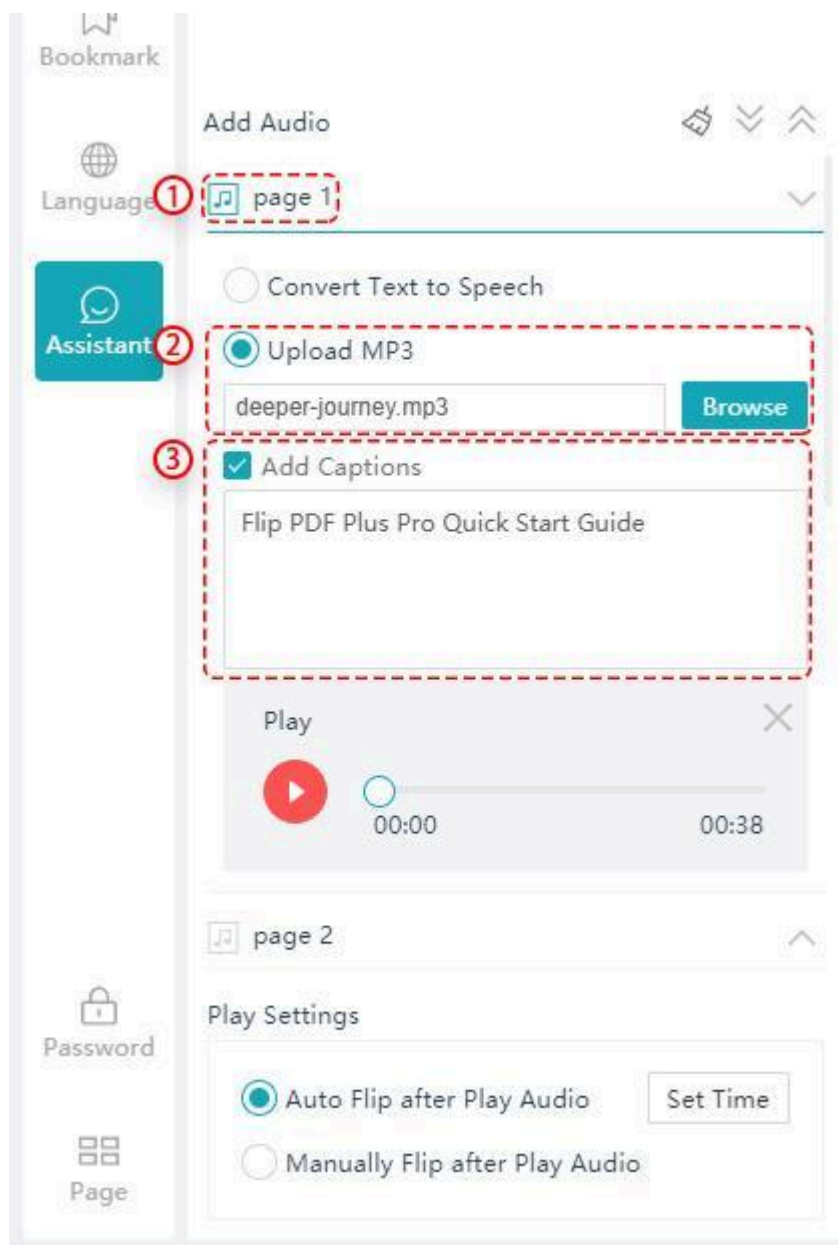 Bookmark
Add Audio
Language
① page 1
Convert Text to Speech
Assistant
② Upload MP3
deeper-journey.mp3 Browse
③ Add Captions
Flip PDF Plus Pro Quick Start Guide
Play
00:00 00:38
page 2
Password
Play Settings
Auto Flip after Play Audio Set Time
Manually Flip after Play Audio
Page